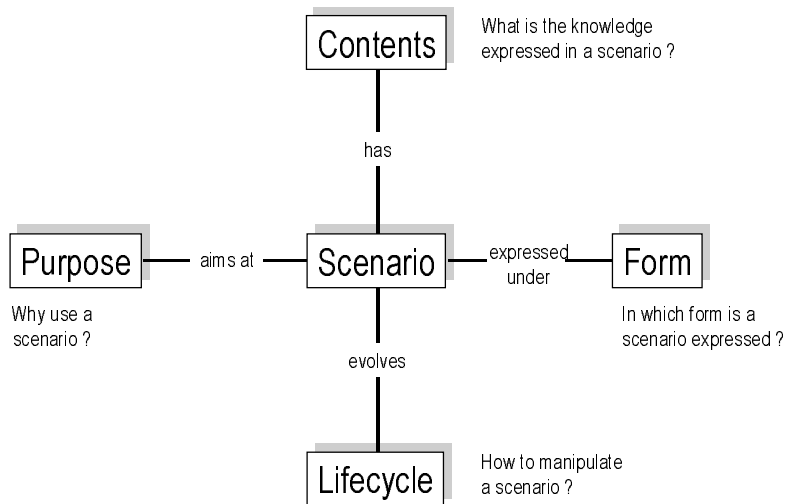 Contents
What is the knowledge
expressed in a scenario ?
has
Purpose
aims at
Scenario
expressed
under
Form
Why use a
scenario ?
In which form is a
scenario expressed ?
evolves
Lifecycle
How to manipulate
a scenario ?